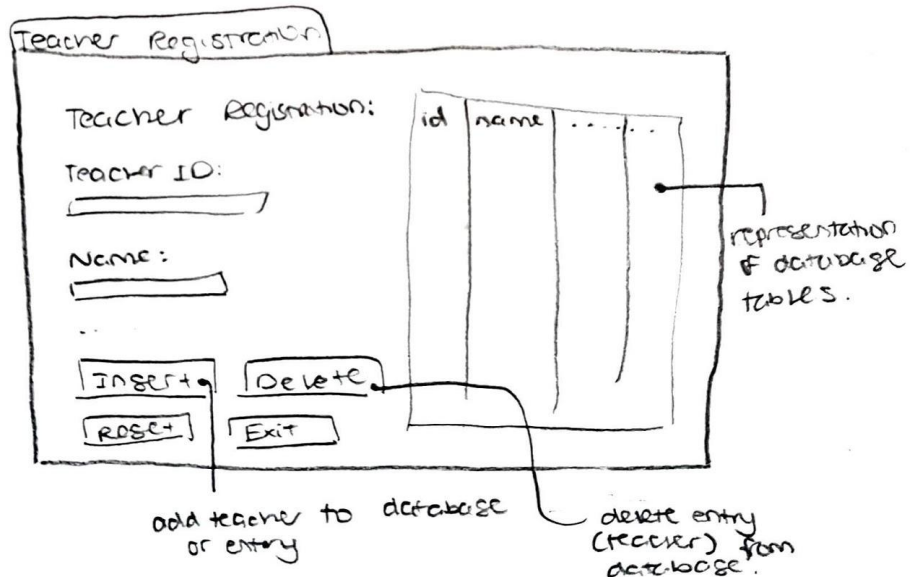 Teacher Registration
Teacher Registration:
Teacher ID:
Name:
...
Insert
Delete
Reset
Exit
id
name
......
representation
of database
tables.
add teacher to database
or entry
delete entry
(teacher) from
database.